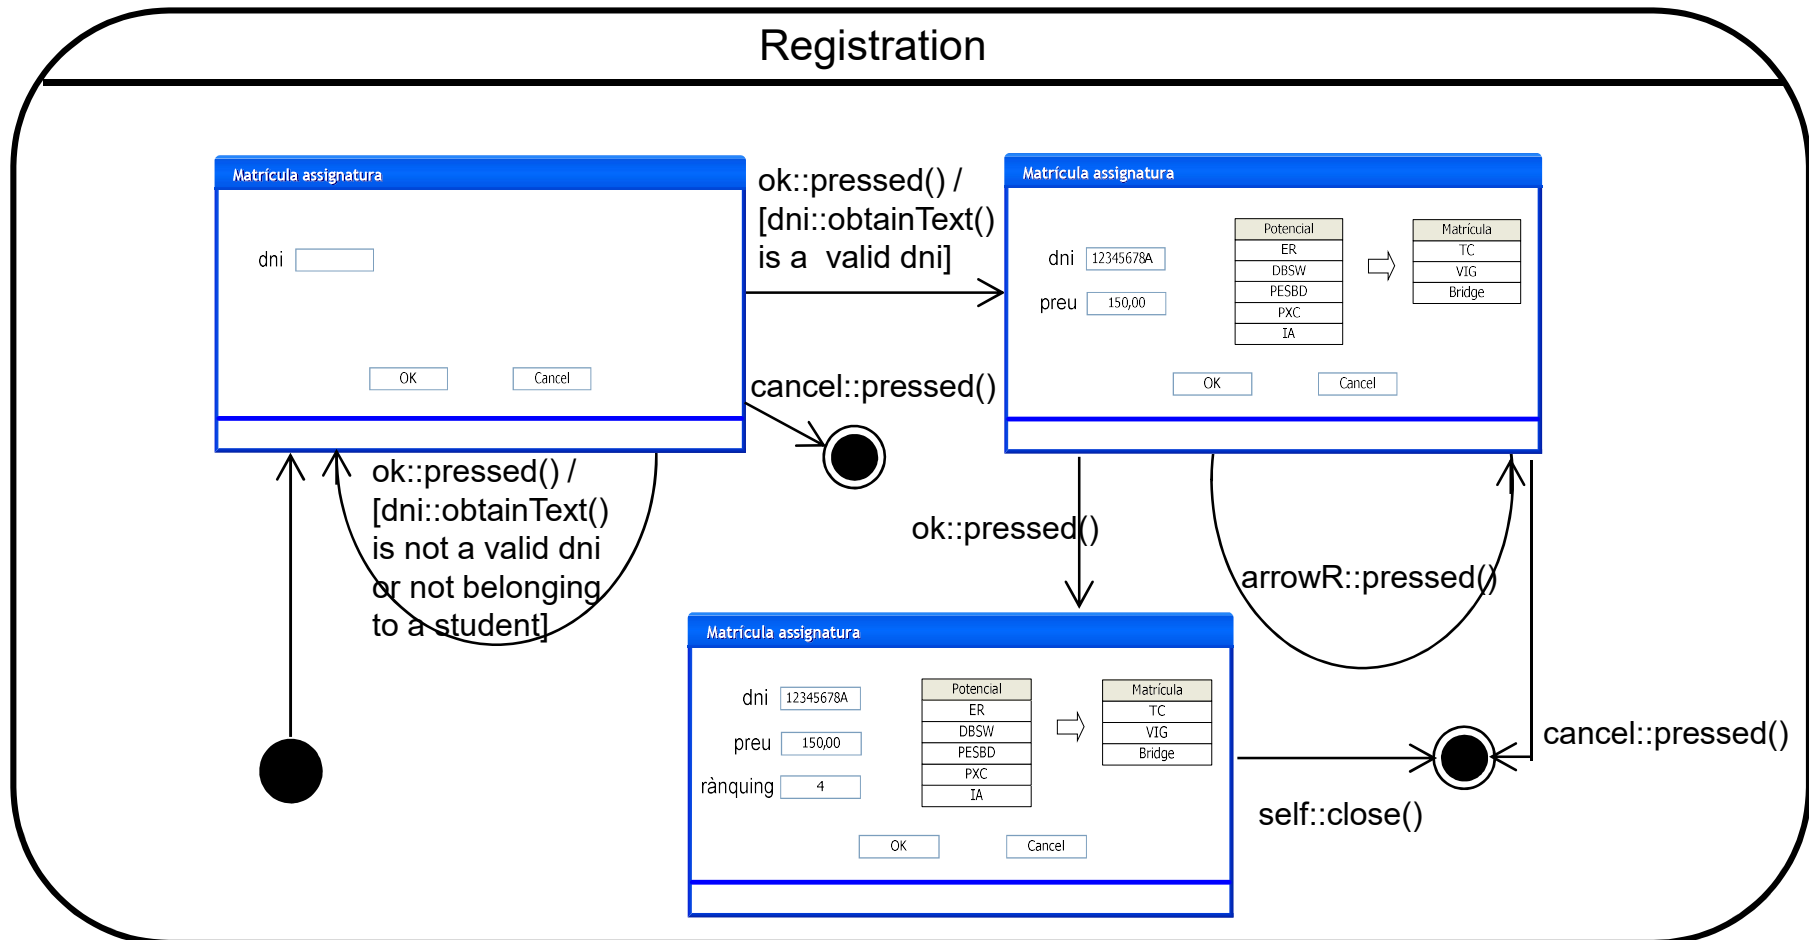 Registration
Matrícula assignatura
dni
OK
Cancel
ok::pressed() /
[dni::obtainText()
is a  valid dni]
cancel::pressed()
Matrícula assignatura
dni
12345678A
preu
150,00
Potencial
ER
DBSW
PESBD
PXC
IA
Matrícula
TC
VIG
Bridge
OK
Cancel
ok::pressed() /
[dni::obtainText()
is not a valid dni
or not belonging
to a student]
ok::pressed()
arrowR::pressed()
cancel::pressed()
Matrícula assignatura
dni
12345678A
preu
150,00
rànquing
4
Potencial
ER
DBSW
PESBD
PXC
IA
Matrícula
TC
VIG
Bridge
OK
Cancel
self::close()